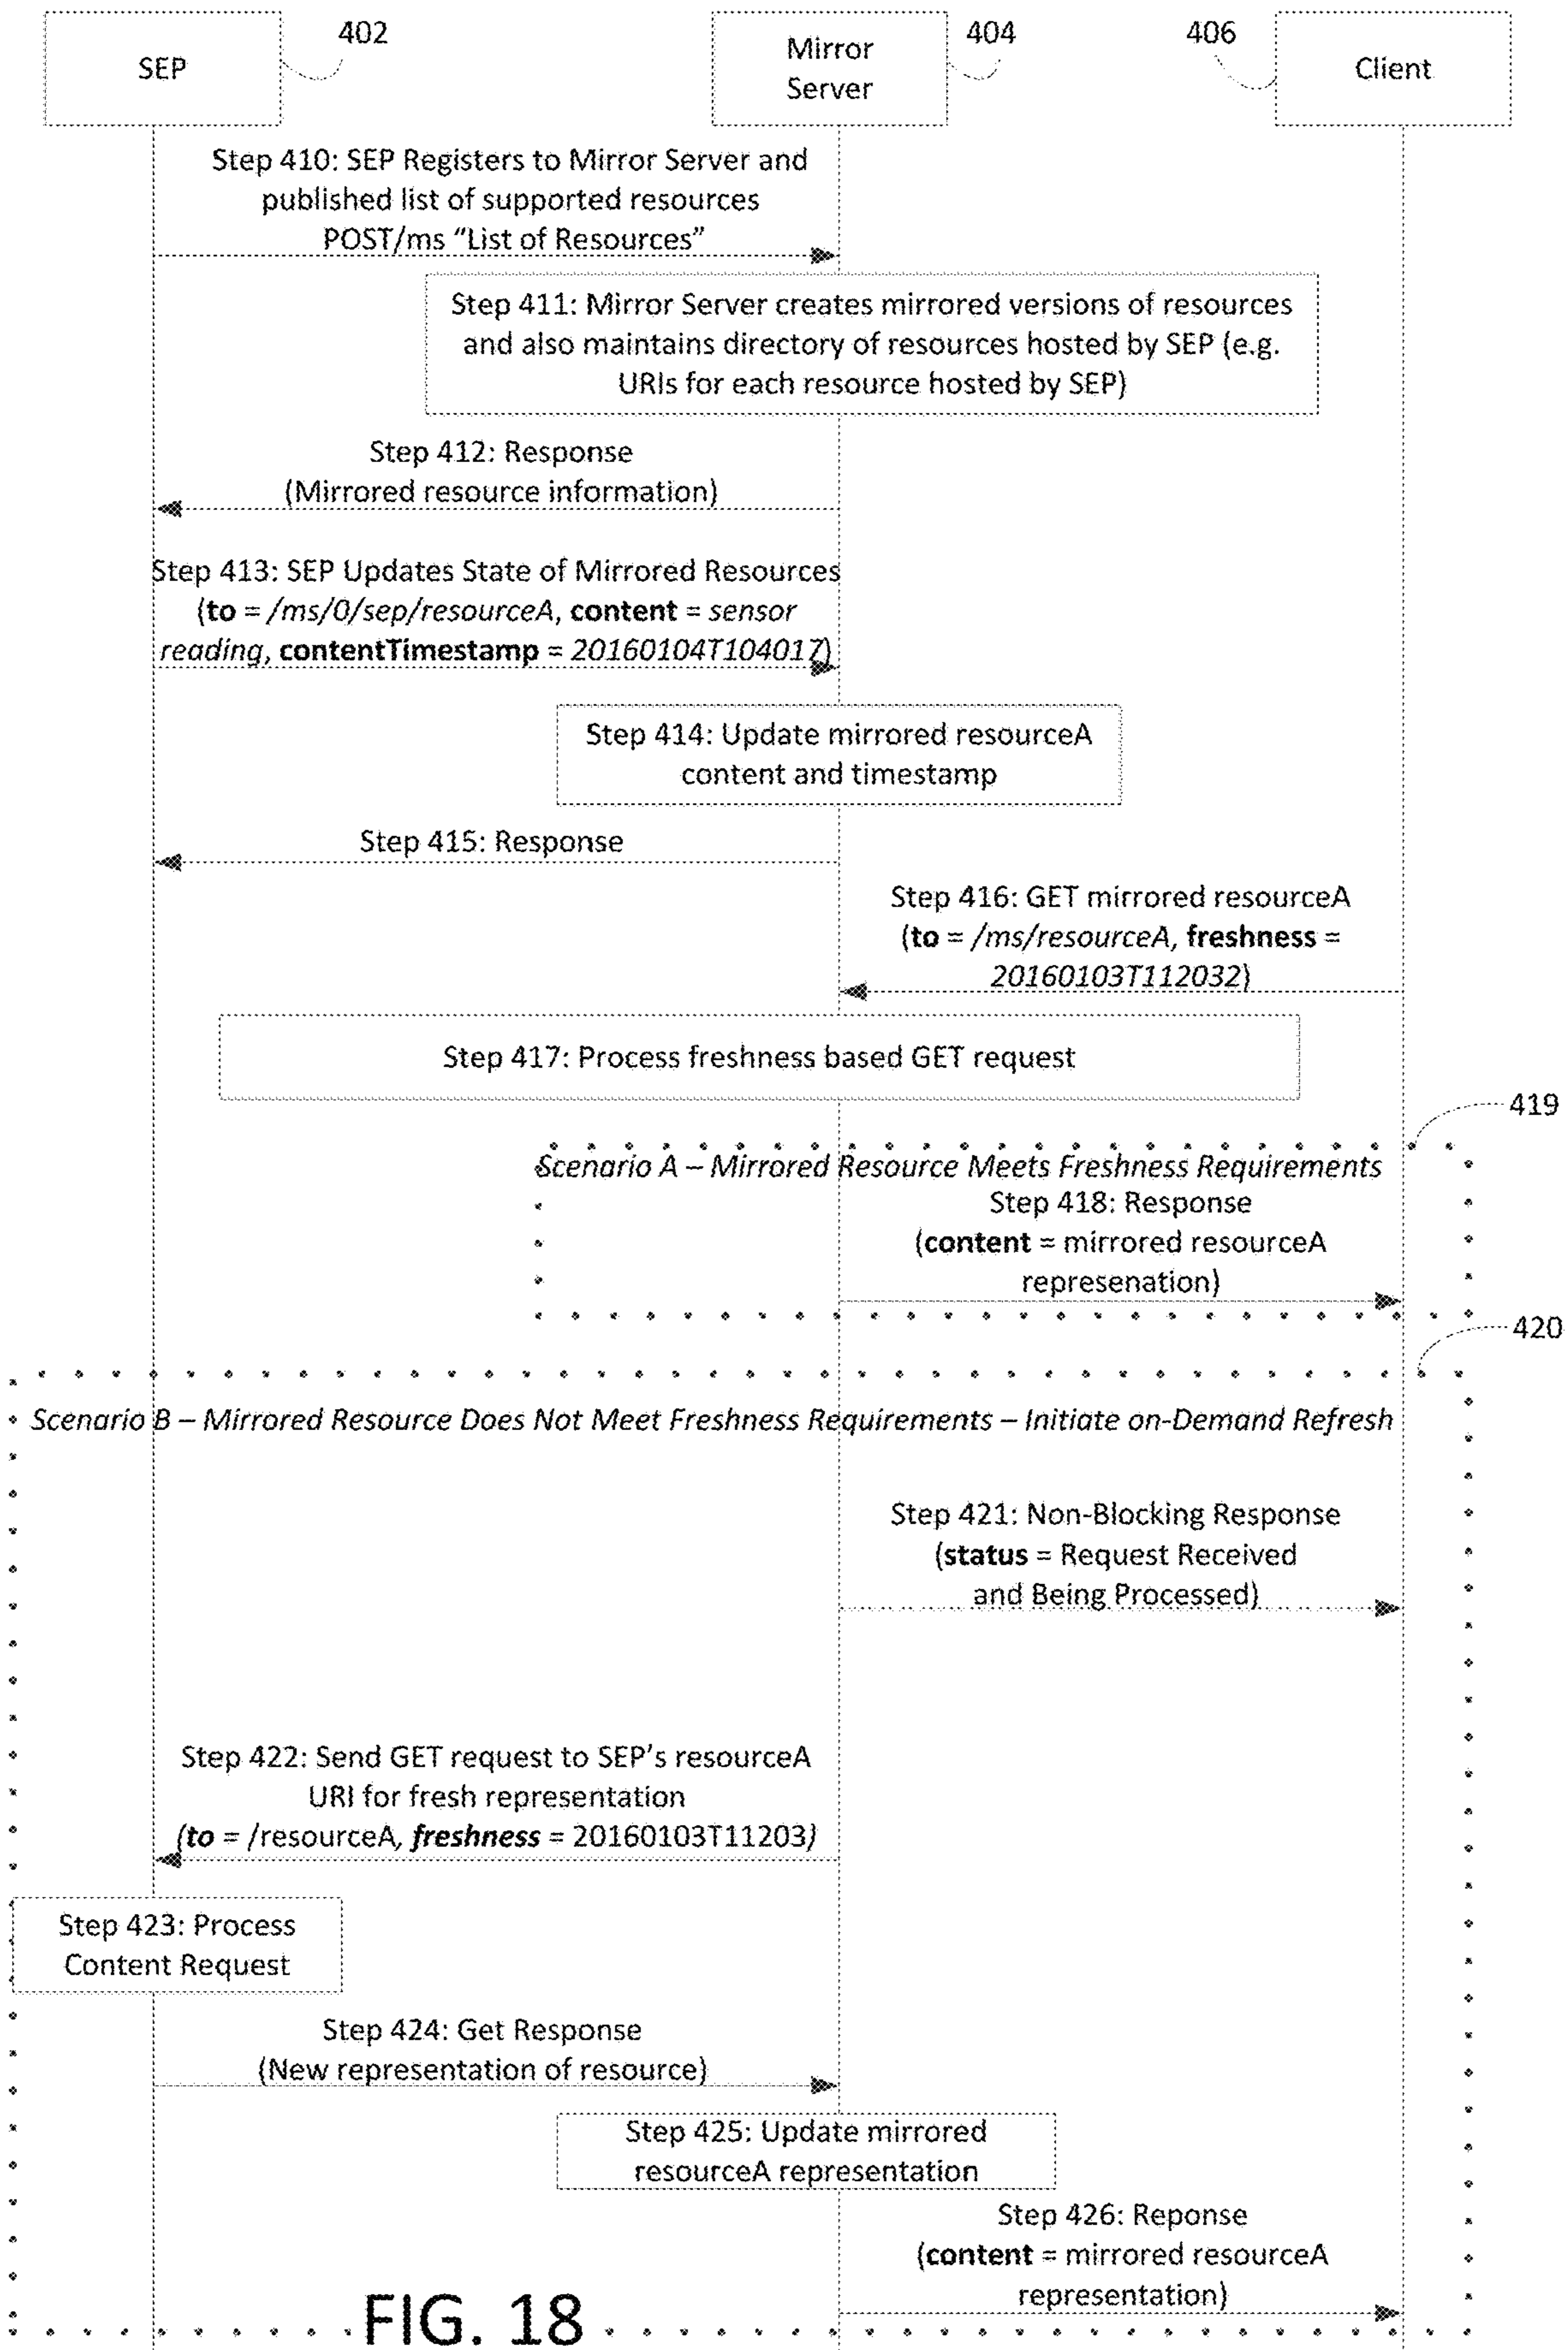 SEP
402
Mirror
Server
404
406
Client
Step 410: SEP Registers to Mirror Server and
published list of supported resources
POST/ms “List of Resources”
Step 411: Mirror Server creates mirrored versions of resources
and also maintains directory of resources hosted by SEP (e.g.
URIs for each resource hosted by SEP)
Step 412: Response
(Mirrored resource information)
Step 413: SEP Updates State of Mirrored Resources
(to = /ms/0/sep/resourceA, content = sensor
reading, contentTimestamp = 20160104T104017)
Step 414: Update mirrored resourceA
content and timestamp
Step 415: Response
Step 416: GET mirrored resourceA
(to = /ms/resourceA, freshness =
20160103T112032)
Step 417: Process freshness based GET request
419
Scenario A – Mirrored Resource Meets Freshness Requirements
Step 418: Response
(content = mirrored resourceA
represenation)
420
Scenario B – Mirrored Resource Does Not Meet Freshness Requirements – Initiate on-Demand Refresh
Step 421: Non-Blocking Response
(status = Request Received
and Being Processed)
Step 422: Send GET request to SEP’s resourceA
URI for fresh representation
(to = /resourceA, freshness = 20160103T11203)
Step 423: Process
Content Request
Step 424: Get Response
(New representation of resource)
Step 425: Update mirrored
resourceA representation
Step 426: Reponse
(content = mirrored resourceA
representation)
FIG. 18